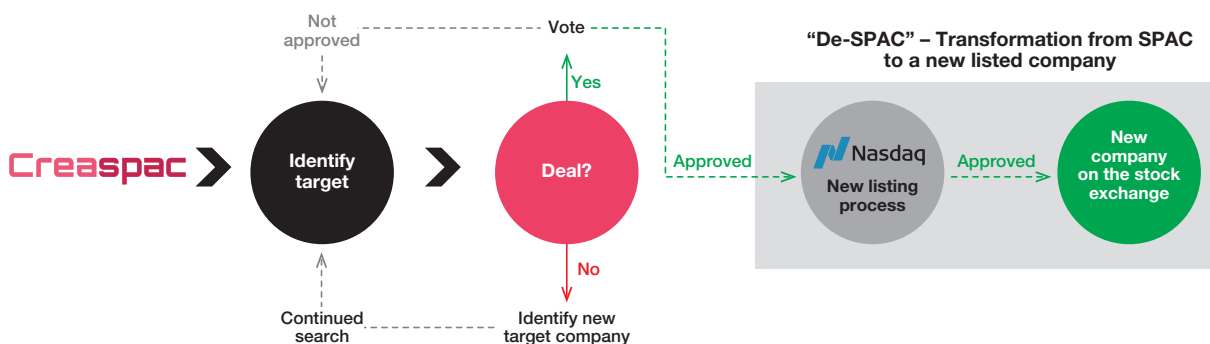 Not
approved
Vote
“De-SPAC” – Transformation from SPAC
to a new listed company
Yes
Creaspac
Identify
target
Deal?
Approved
Nasdaq
New listing
process
Approved
New
company
on the stock
exchange
No
Continued
search
Identify new
target company